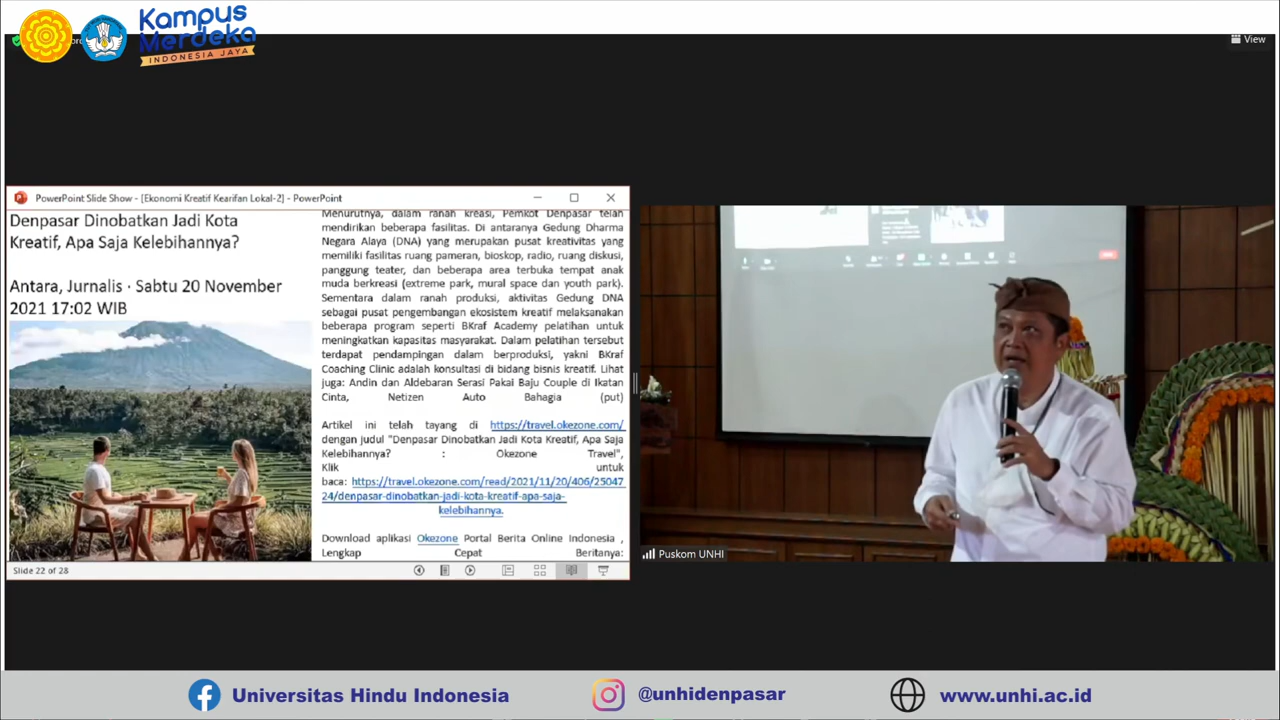 Kampus
Merdeka
INDONESIA JAYA
View
PowerPoint Slide Show - [Ekonomi Kreatif Kearifan Lokal-2] - PowerPoint
Denpasar Dinobatkan Jadi Kota
Kreatif, Apa Saja Kelebihannya?
Antara, Jurnalis · Sabtu 20 November
2021 17:02 WIB
Menurutnya, dalam ranah kreasi, Pemkot Denpasar telah
mendirikan beberapa fasilitas. Di antaranya Gedung Dharma
Negara Alaya (DNA) yang merupakan pusat kreativitas yang
memiliki fasilitas ruang pameran, bioskop, radio, ruang diskusi,
panggung teater, dan beberapa area terbuka tempat anak
muda berkreasi (extreme park, mural space dan youth park).
Sementara dalam ranah produksi, aktivitas Gedung DNA
sebagai pusat pengembangan ekosistem kreatif melaksanakan
beberapa program seperti BKraf Academy pelatihan untuk
meningkatkan kapasitas masyarakat. Dalam pelatihan tersebut
terdapat pendampingan dalam berproduksi, yakni BKraf
Coaching Clinic adalah konsultasi di bidang bisnis kreatif. Lihat
juga: Andin dan Aldebaran Serasi Pakai Baju Couple di Ikatan
Cinta, Netizen Auto Bahagia (put)
Artikel ini telah tayang di https://travel.okezone.com/
dengan judul "Denpasar Dinobatkan Jadi Kota Kreatif, Apa Saja
Kelebihannya? : Okezone Travel",
Klik untuk
baca: https://travel.okezone.com/read/2021/11/20/406/25047
24/denpasar-dinobatkan-jadi-kota-kreatif-apa-saja-
kelebihannya.
Download aplikasi Okezone Portal Berita Online Indonesia ,
Lengkap Cepat Beritanya:
Slide 22 of 28
Puskom UNHI
Universitas Hindu Indonesia
@unhidenpasar
www.unhi.ac.id